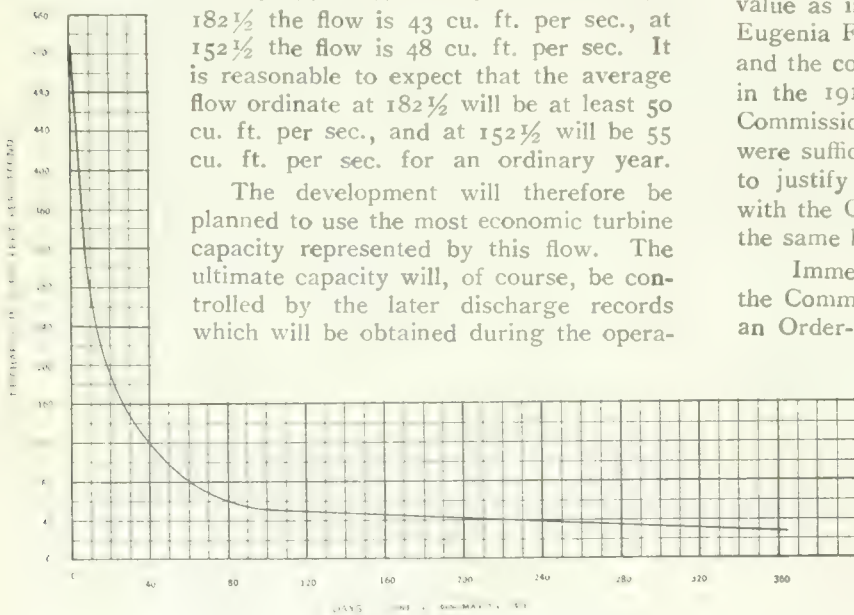 182½ the flow is 43 cu. ft. per sec., at
152½ the flow is 48 cu. ft. per sec. It
is reasonable to expect that the average
flow ordinate at 182½ will be at least 50
cu. ft. per sec., and at 152½ will be 55
cu. ft. per sec. for an ordinary year.
The development will therefore be
planned to use the most economic turbine
capacity represented by this flow. The
ultimate capacity will, of course, be con-
trolled by the later discharge records
which will be obtained during the opera-
value as
Eugenia
and the
in the
Commission
were
to justify
with the
the same
Imme
the Comm
an Order-
560
440
160
40 80 120 160 200 240 280 320 360